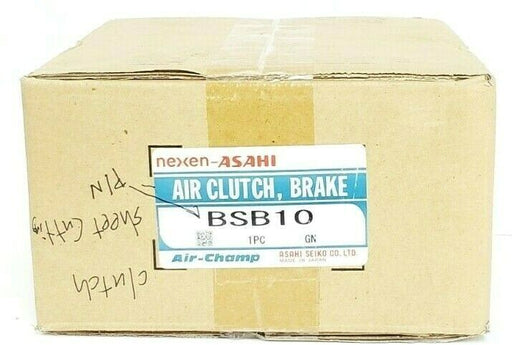 nexen-ASAHI
AIR CLUTCH, BRAKE
BSB10
1PC GN
Air-Champ
ASAHI SEIKO CO., LTD.
MADE IN JAPAN
PIN
Sheet Cutting
Clutch